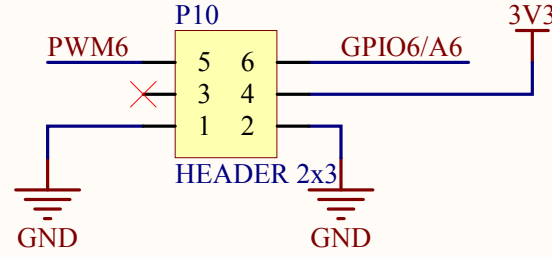 P10 3V3
PWM6 5 6 GPIO6/A6
3 4
1 2
HEADER 2x3
GND GND